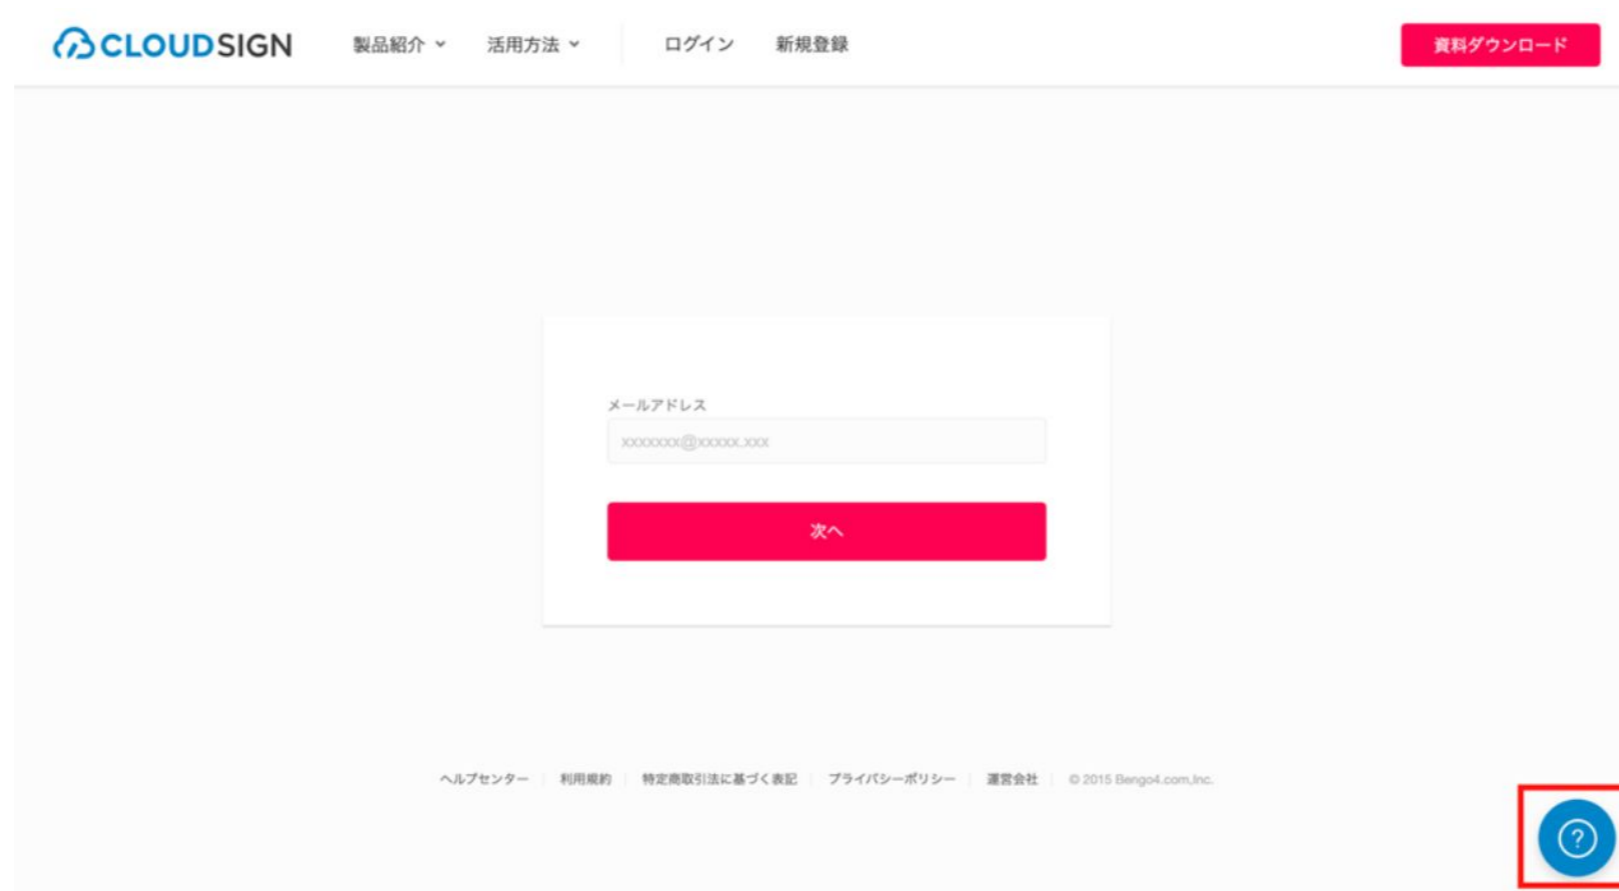 CLOUDSIGN 製品紹介 活用方法 ログイン 新規登録 資料ダウンロード
メールアドレス
xxxxxxx@xxxxx.xxx
次へ
ヘルプセンター 利用規約 特定商取引法に基づく表記 プライバシーポリシー 運営会社 © 2015 Bengo4.com,Inc.
?